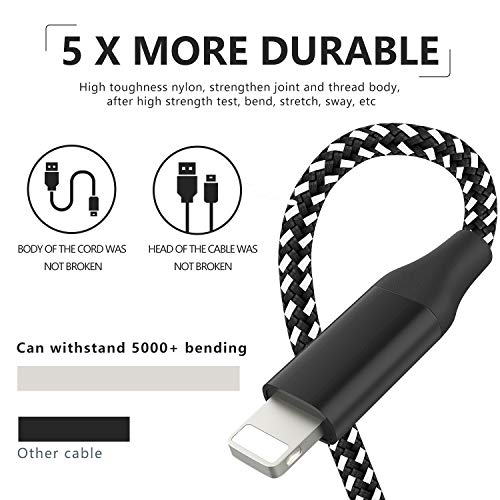 5 X MORE DURABLE
High toughness nylon, strengthen joint and thread body,
after high strength test, bend, stretch, sway, etc
BODY OF THE CORD WAS
NOT BROKEN
HEAD OF THE CABLE WAS
NOT BROKEN
Can withstand 5000+ bending
Other cable